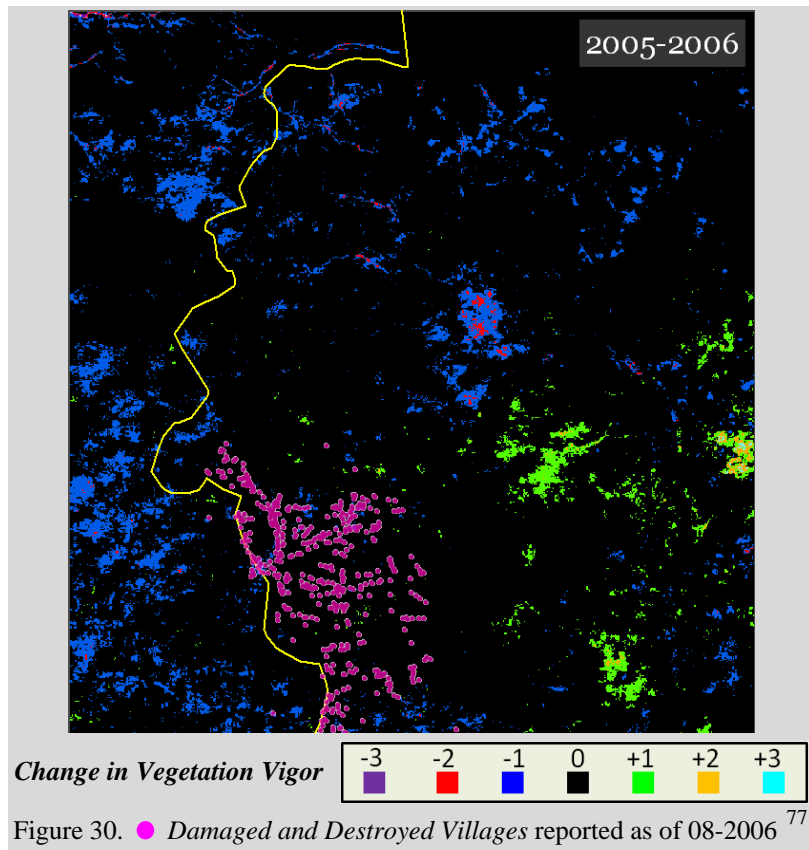 2005-2006
Change in Vegetation Vigor -3 -2 -1 0 +1 +2 +3
Figure 30. Damaged and Destroyed Villages reported as of 08-2006 77